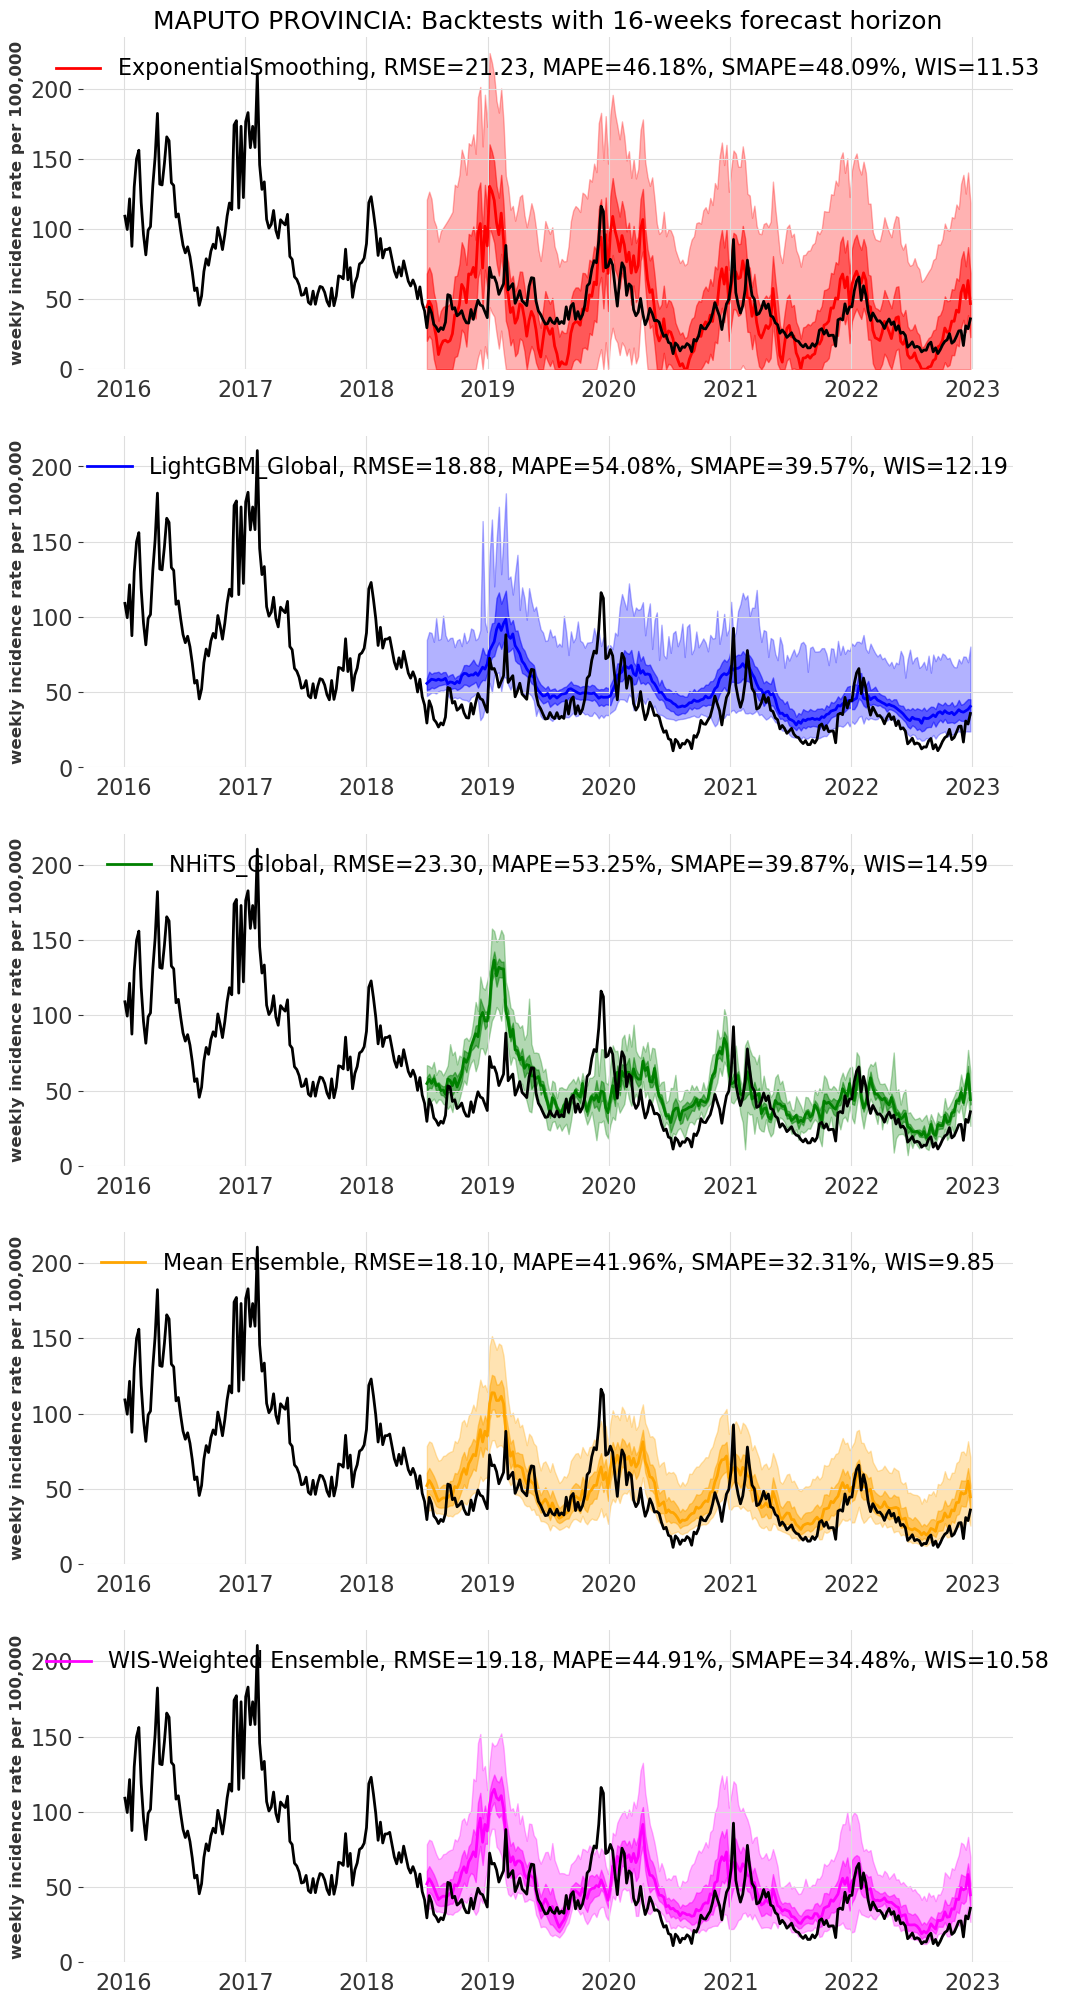 MAPUTO PROVINCIA: Backtests with 16-weeks forecast horizon
weekly incidence rate per 100,000
ExponentialSmoothing, RMSE=21.23, MAPE=46.18%, SMAPE=48.09%, WIS=11.53
200
150
100
50
0
2016 2017 2018 2019 2020 2021 2022 2023
weekly incidence rate per 100,000
LightGBM_Global, RMSE=18.88, MAPE=54.08%, SMAPE=39.57%, WIS=12.19
200
150
100
50
0
2016 2017 2018 2019 2020 2021 2022 2023
weekly incidence rate per 100,000
NHiTS_Global, RMSE=23.30, MAPE=53.25%, SMAPE=39.87%, WIS=14.59
200
150
100
50
0
2016 2017 2018 2019 2020 2021 2022 2023
weekly incidence rate per 100,000
Mean Ensemble, RMSE=18.10, MAPE=41.96%, SMAPE=32.31%, WIS=9.85
200
150
100
50
0
2016 2017 2018 2019 2020 2021 2022 2023
weekly incidence rate per 100,000
WIS-Weighted Ensemble, RMSE=19.18, MAPE=44.91%, SMAPE=34.48%, WIS=10.58
200
150
100
50
0
2016 2017 2018 2019 2020 2021 2022 2023